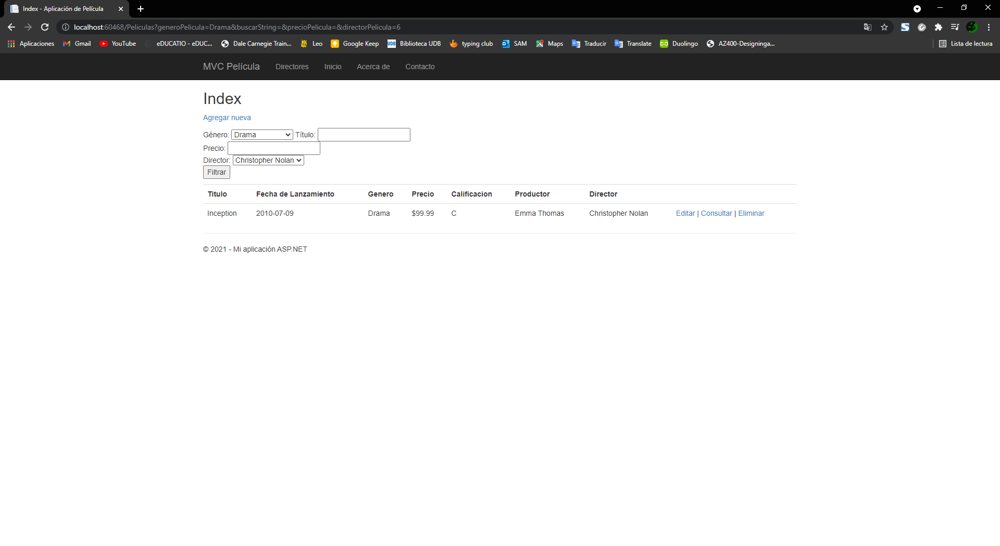 Index - Aplicación de Película
localhost:60468/Peliculas?generoPelicula=Drama&buscarString=&precioPelicula=&directorPelicula=6
Aplicaciones Gmail YouTube eDUCATIO - eDUC... Dale Carnegie Train... Leo Google Keep UDB Biblioteca UDB typing club SAM Maps Traducir Translate Duolingo AZ400-Designinga... Lista de lectura
MVC Película Directores Inicio Acerca de Contacto
Index
Agregar nueva
Género: Drama Título:
Precio:
Director: Christopher Nolan
Filtrar
Titulo Fecha de Lanzamiento Genero Precio Calificacion Productor Director
Inception 2010-07-09 Drama $99.99 C Emma Thomas Christopher Nolan Editar | Consultar | Eliminar
© 2021 - Mi aplicación ASP.NET